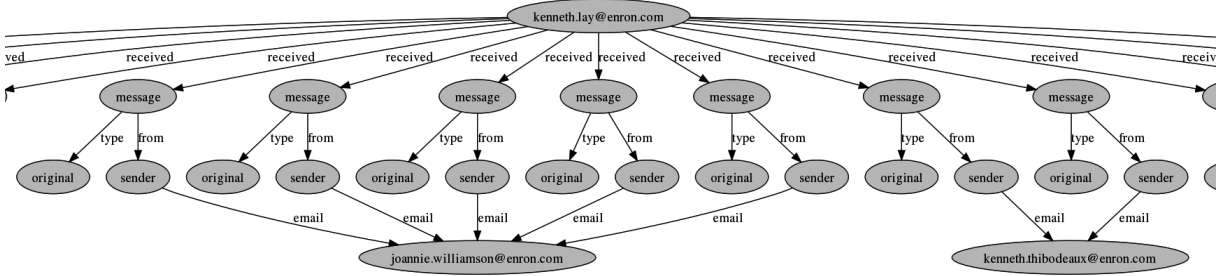 kenneth.lay@enron.com
ved received received received received received received received received receiv
message message message message message message message
type from type from type from type from type from type from type from
original sender original sender original sender original sender original sender original sender original sender
email email email email email email email
joannie.williamson@enron.com kenneth.thibodeaux@enron.com